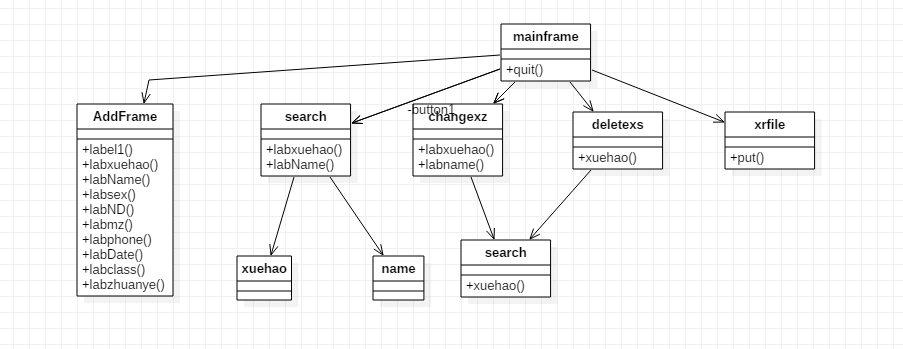 mainframe
+quit()
AddFrame
+label1()
+labxuehao()
+labName()
+labsex()
+labND()
+labmz()
+labphone()
+labDate()
+labclass()
+labzhuanye()
search
+labxuehao()
+labName()
-button1
changexz
+labxuehao()
+labname()
deletexs
+xuehao()
xrfile
+put()
xuehao
name
search
+xuehao()